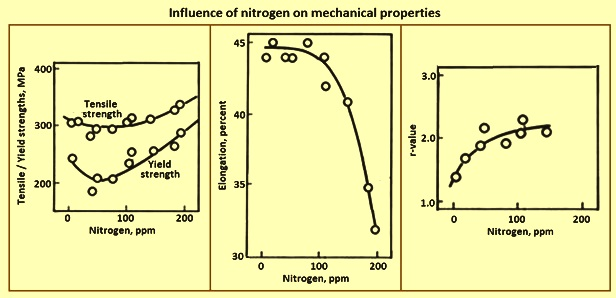 Influence of nitrogen on mechanical properties
Tensile / Yield strengths, MPa
400
300
200
Tensile
strength
Yield
strength
0
100
200
Nitrogen, ppm
Elongation, percent
45
40
35
30
0
100
200
Nitrogen, ppm
r-value
3.0
2.0
1.0
0
100
200
Nitrogen, ppm